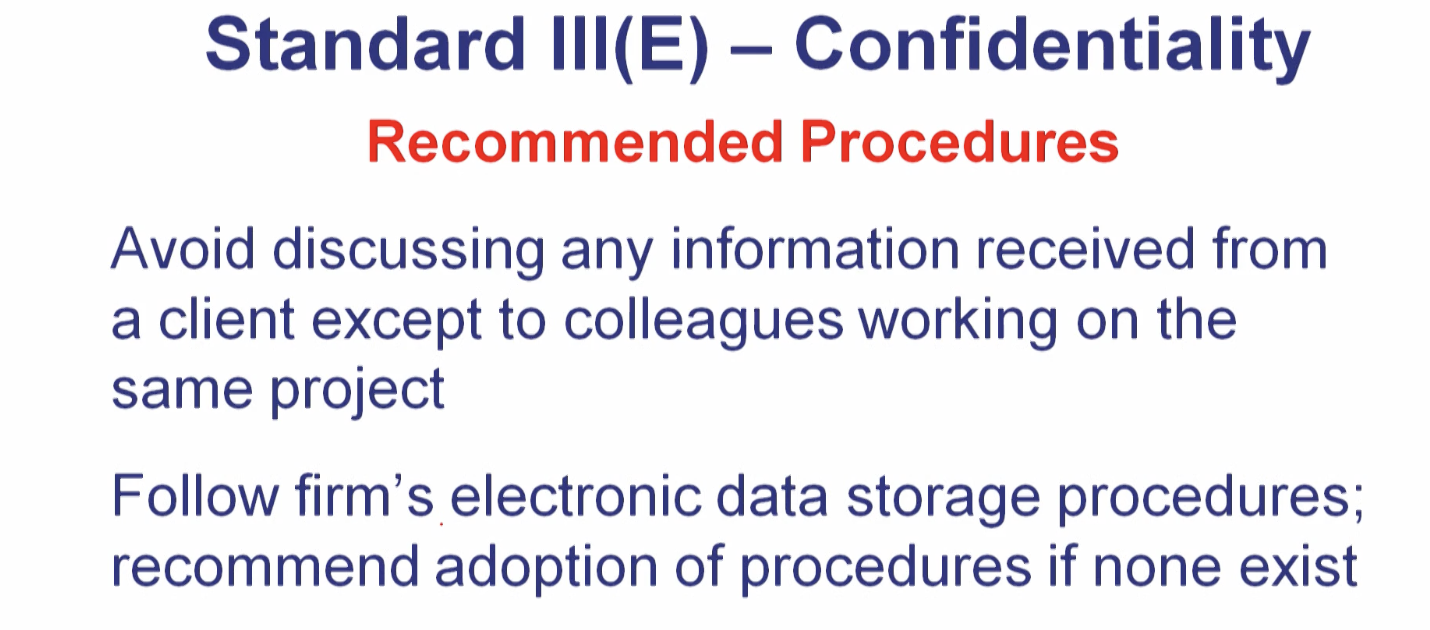 Standard III(E) – Confidentiality
Recommended Procedures
Avoid discussing any information received from
a client except to colleagues working on the
same project
Follow firm’s electronic data storage procedures;
recommend adoption of procedures if none exist